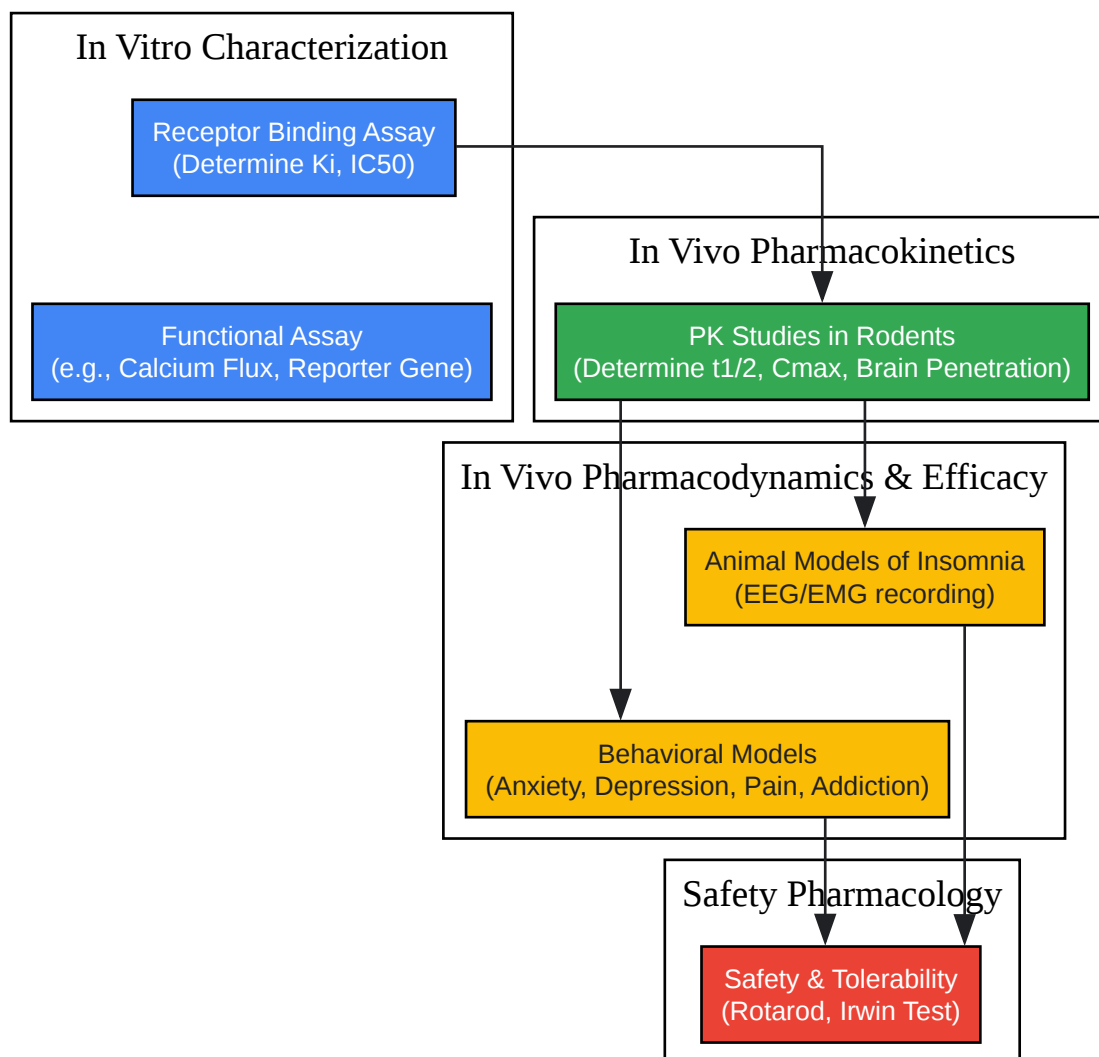 In Vitro Characterization
Receptor Binding Assay
(Determine Ki, IC50)
Functional Assay
(e.g., Calcium Flux, Reporter Gene)
In Vivo Pharmacokinetics
PK Studies in Rodents
(Determine t1/2, Cmax, Brain Penetration)
In Vivo Pharmacodynamics & Efficacy
Animal Models of Insomnia
(EEG/EMG recording)
Behavioral Models
(Anxiety, Depression, Pain, Addiction)
Safety Pharmacology
Safety & Tolerability
(Rotarod, Irwin Test)